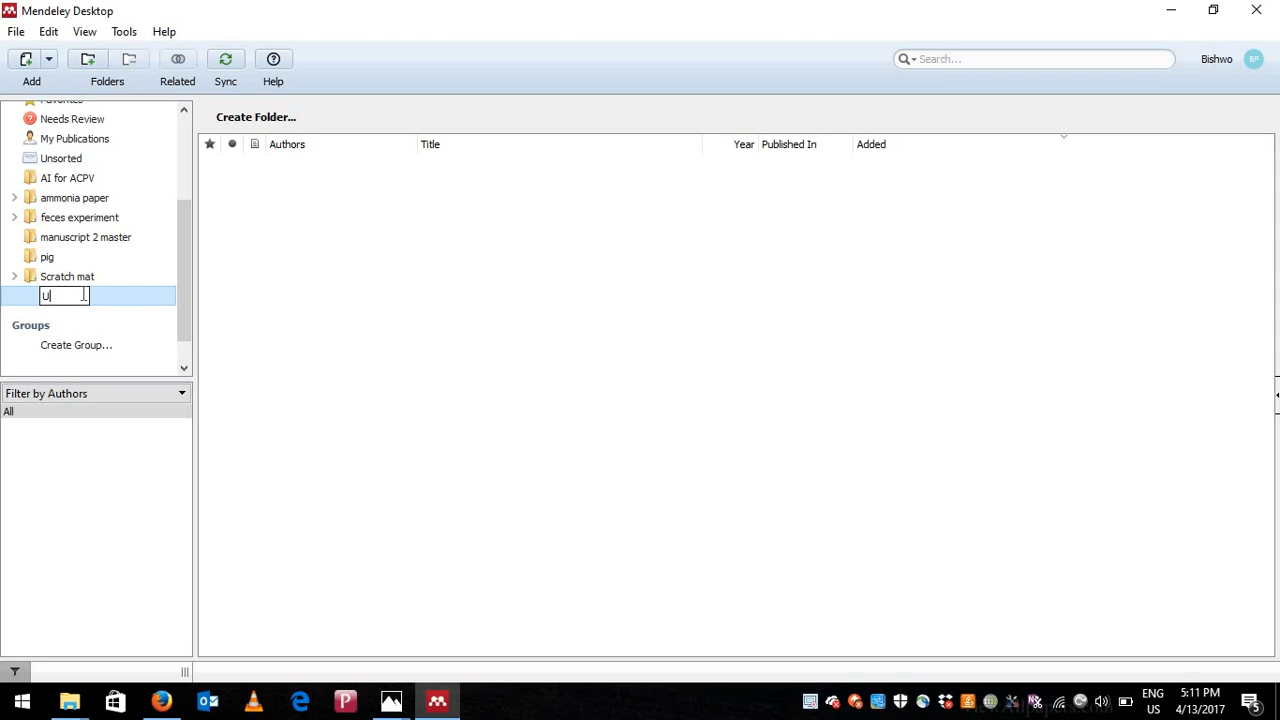 Mendeley Desktop
File Edit View Tools Help
Add Folders Related Sync Help
Search...
Bishwo BP
Favorites
Needs Review
My Publications
Unsorted
AI for ACPV
ammonia paper
feces experiment
manuscript 2 master
pig
Scratch mat
U
Groups
Create Group...
Filter by Authors
All
Create Folder...
Authors Title Year Published In Added
ENG
US
5:11 PM
4/13/2017
5